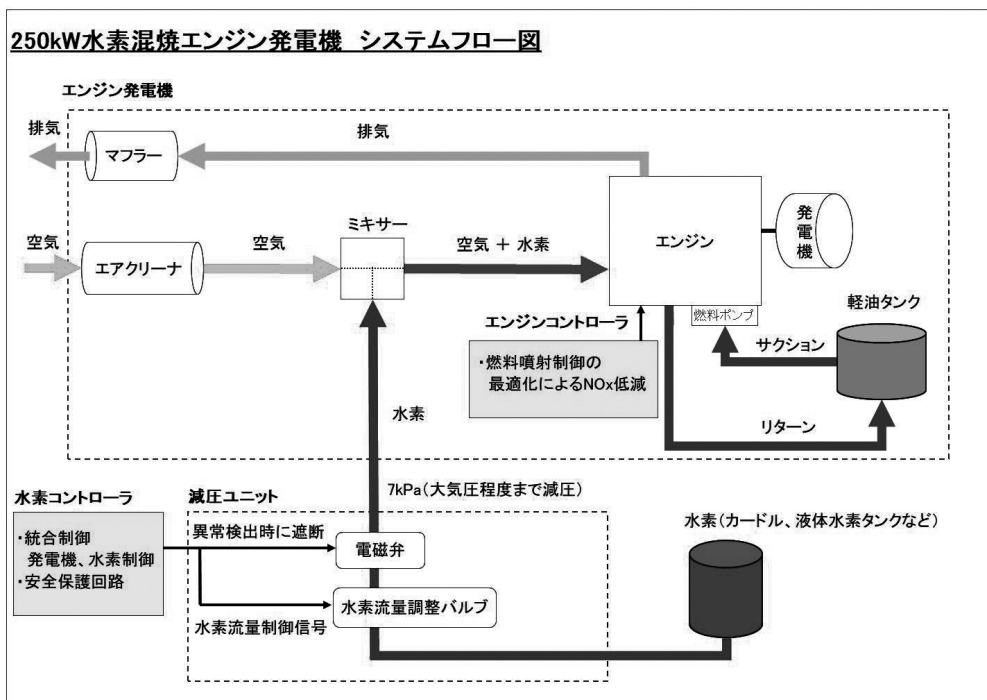 250kW水素混焼エンジン発電機 システムフロー図
エンジン発電機
排気
マフラー
排気
空気
エアクリーナ
空気
ミキサー
空気 + 水素
エンジン
発電機
燃料ポンプ
軽油タンク
エンジンコントローラ
・燃料噴射制御の
最適化によるNOx低減
サクション
リターン
水素
7kPa(大気圧程度まで減圧)
水素コントローラ
・統合制御
発電機、水素制御
・安全保護回路
減圧ユニット
異常検出時に遮断
電磁弁
水素流量調整バルブ
水素流量制御信号
水素(カードル、液体水素タンクなど)